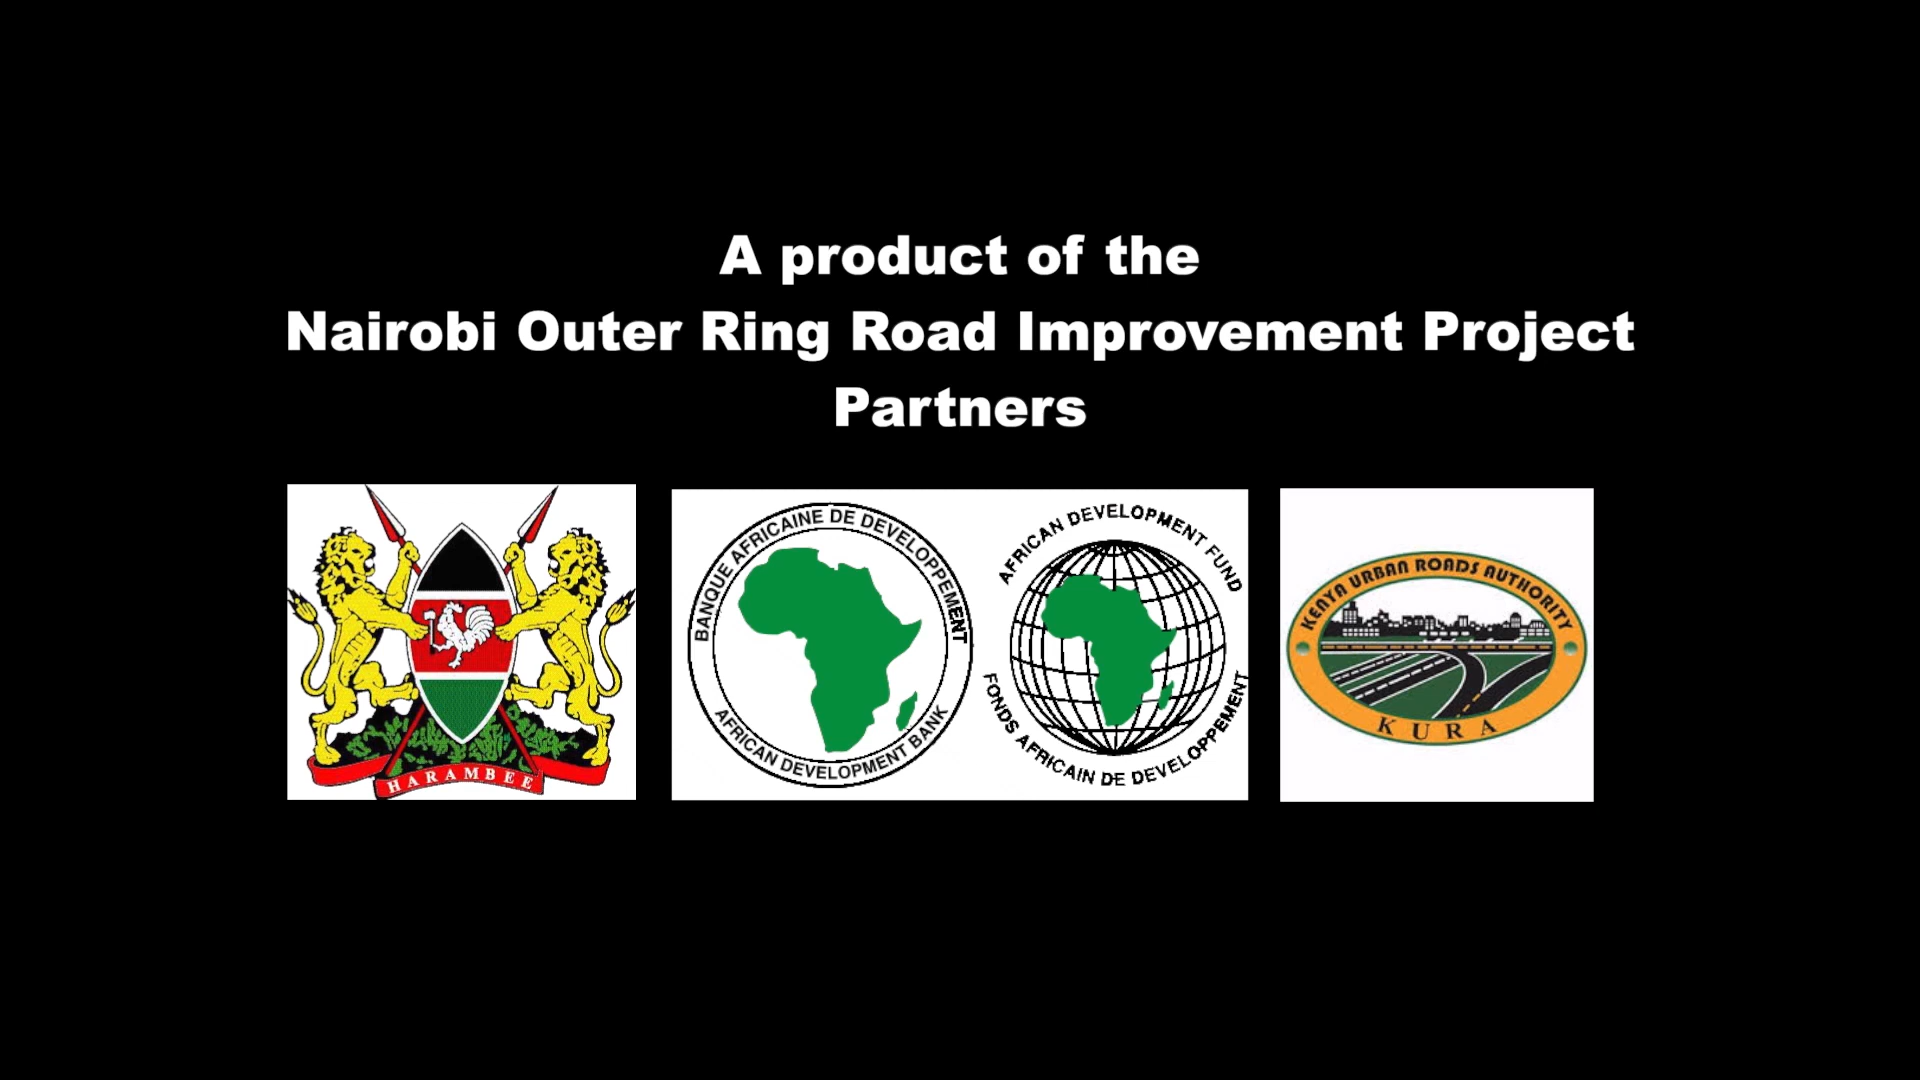 A product of the
Nairobi Outer Ring Road Improvement Project
Partners
HARAMBEE
BANQUE AFRICAINE DE DEVELOPPEMENT
AFRICAN DEVELOPMENT BANK
AFRICAN DEVELOPMENT FUND
FONDS AFRICAIN DE DEVELOPPEMENT
KENYA URBAN ROADS AUTHORITY
KURA